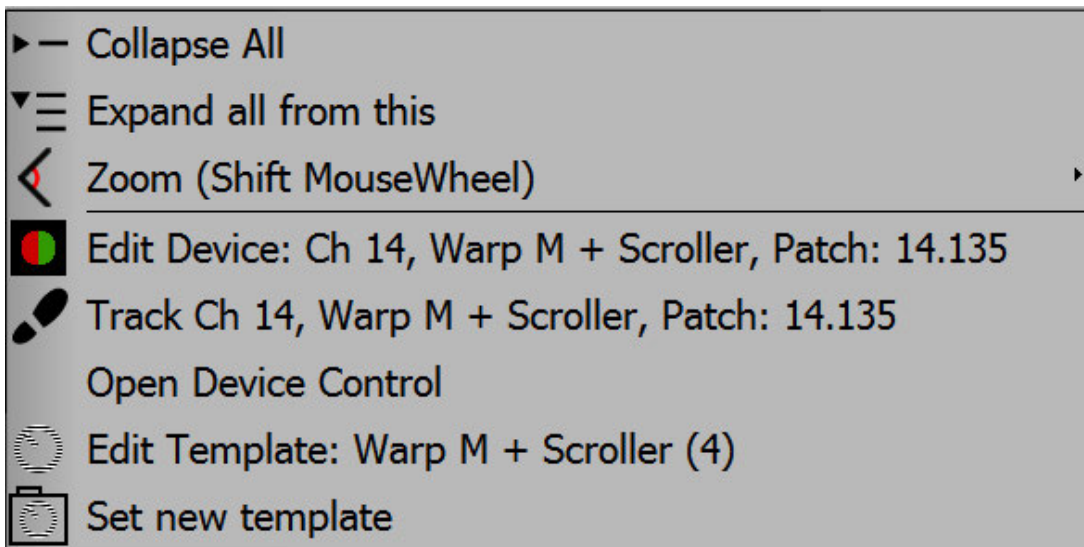 Collapse All
Expand all from this
Zoom (Shift MouseWheel)
Edit Device: Ch 14, Warp M + Scroller, Patch: 14.135
Track Ch 14, Warp M + Scroller, Patch: 14.135
Open Device Control
Edit Template: Warp M + Scroller (4)
Set new template